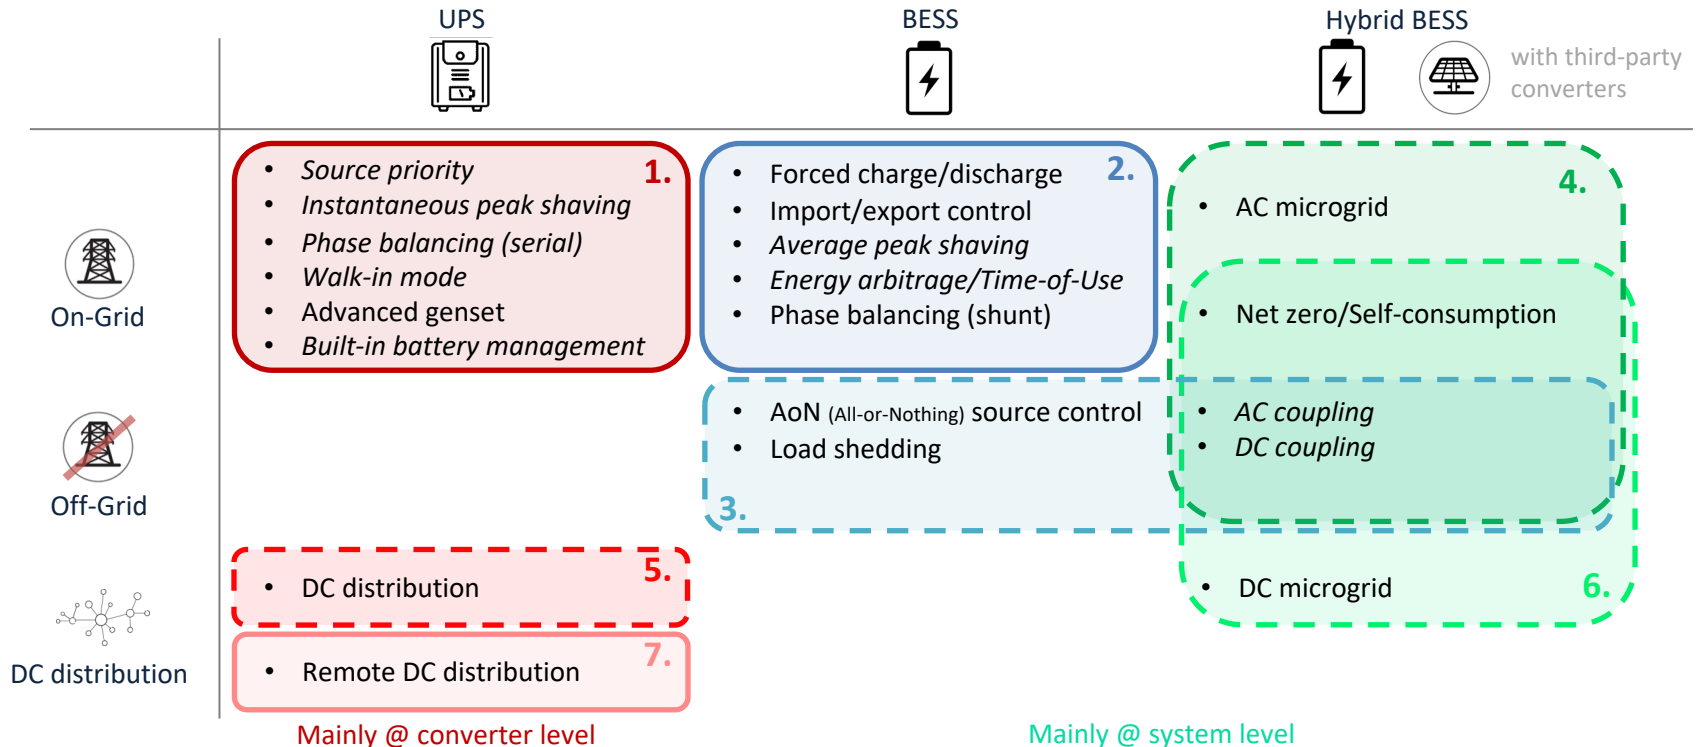 UPS
BESS
Hybrid BESS
with third-party
converters
On-Grid
• Source priority
• Instantaneous peak shaving
• Phase balancing (serial)
• Walk-in mode
• Advanced genset
• Built-in battery management
1.
• Forced charge/discharge
• Import/export control
• Average peak shaving
• Energy arbitrage/Time-of-Use
• Phase balancing (shunt)
2.
• AC microgrid
4.
• Net zero/Self-consumption
Off-Grid
• AoN (All-or-Nothing) source control
• Load shedding
3.
• AC coupling
• DC coupling
DC distribution
• DC distribution
5.
• DC microgrid
6.
• Remote DC distribution
7.
Mainly @ converter level
Mainly @ system level